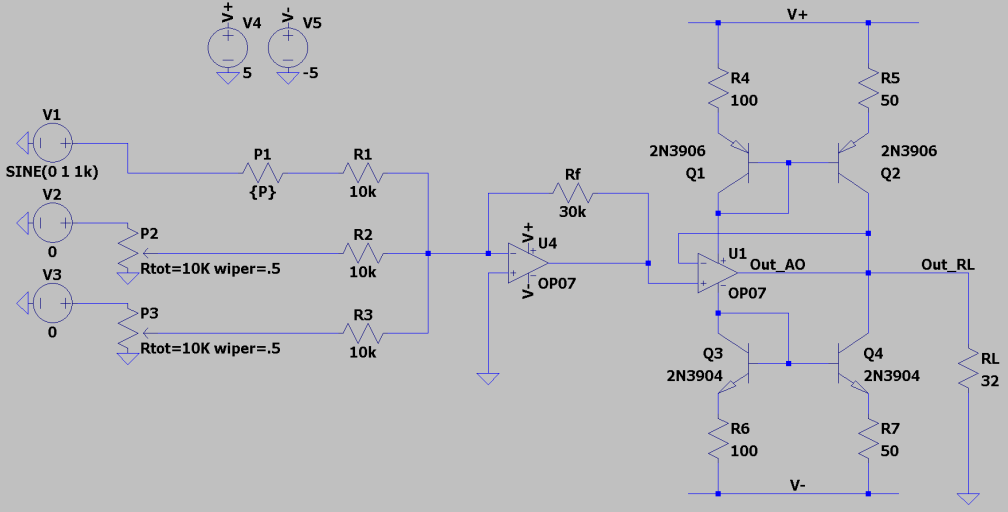 V+
V4
5
V-
V5
-5
V1
SINE(0 1 1k)
V2
0
V3
0
P1
{P}
R1
10k
P2
Rtot=10K wiper=.5
R2
10k
P3
Rtot=10K wiper=.5
R3
10k
Rf
30k
V+
U4
OP07
V-
V+
R4
100
R5
50
2N3906
Q1
2N3906
Q2
U1
OP07
Out_AO
Out_RL
Q3
2N3904
Q4
2N3904
RL
32
R6
100
R7
50
V-